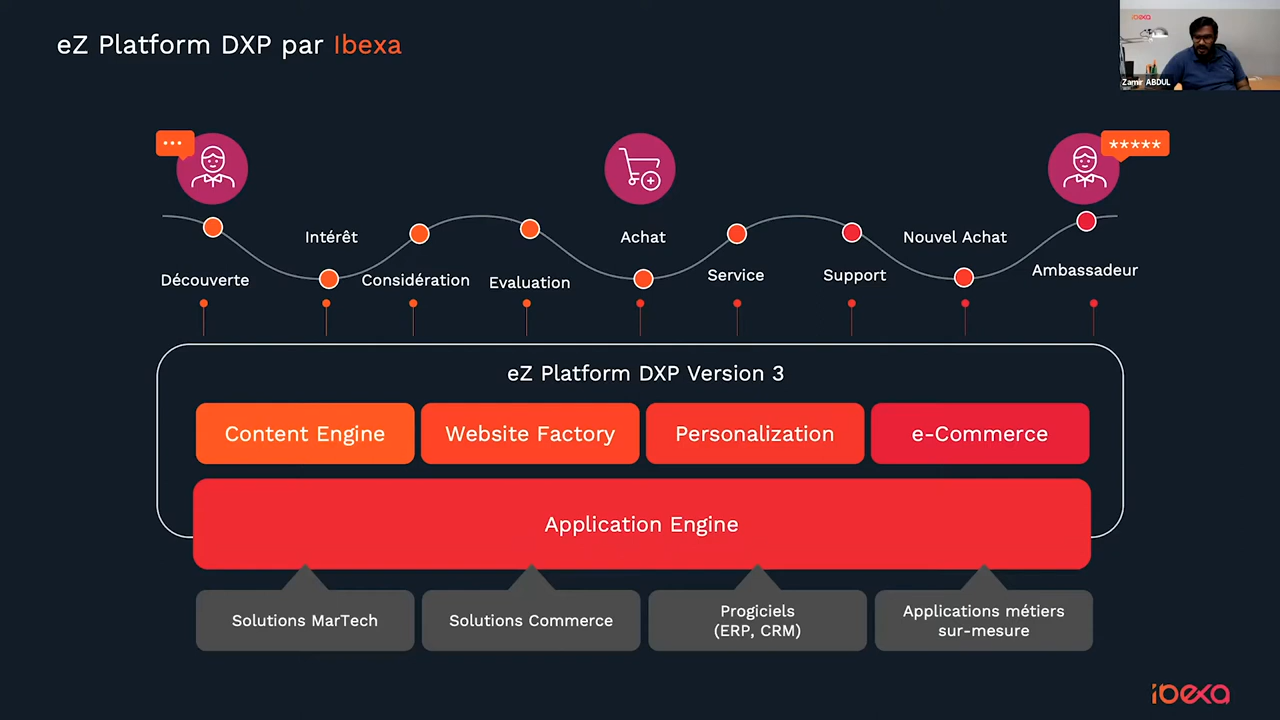 eZ Platform DXP par Ibexa
ibexa
Zamir ABDUL
*****
Intérêt
Achat
Nouvel Achat
Découverte
Considération
Evaluation
Service
Support
Ambassadeur
eZ Platform DXP Version 3
Content Engine
Website Factory
Personalization
e-Commerce
Application Engine
Solutions MarTech
Solutions Commerce
Progiciels
(ERP, CRM)
Applications métiers
sur-mesure
ibexa